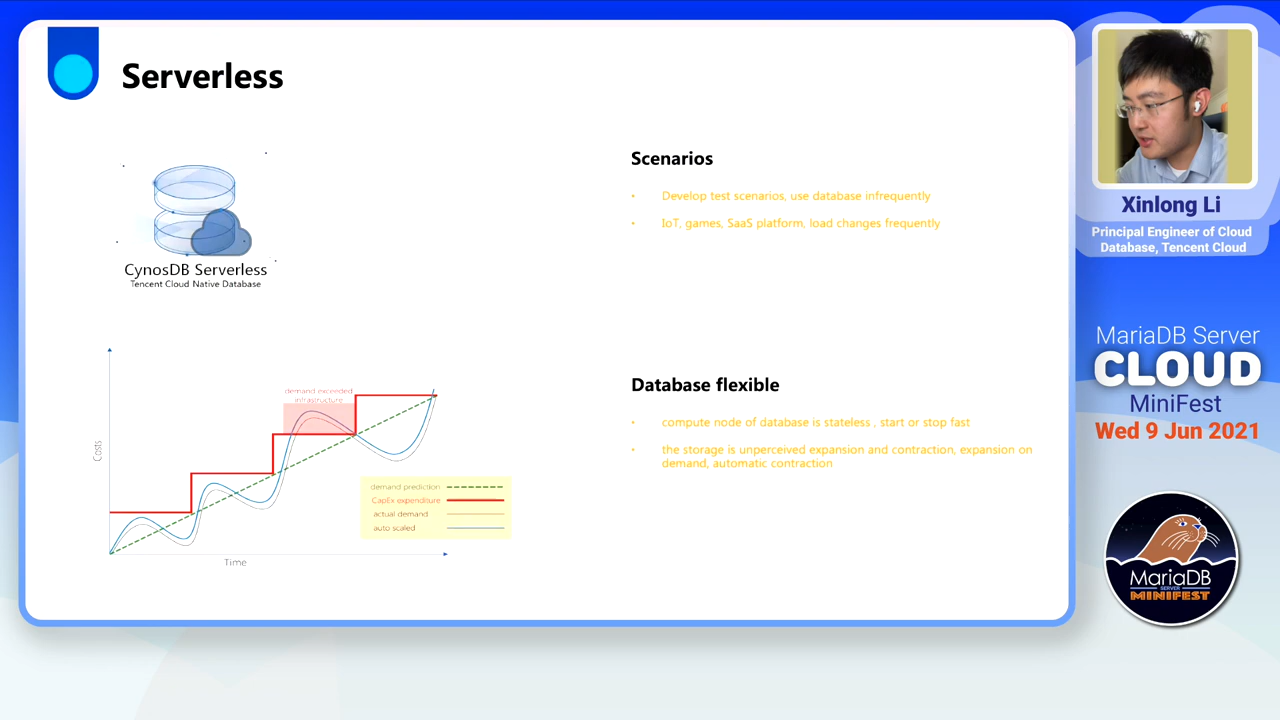 Serverless
CynosDB Serverless
Tencent Cloud Native Database
Costs
demand exceeded
infrastructure
demand prediction
CapEx expenditure
actual demand
auto scaled
Time
Scenarios
• Develop test scenarios, use database infrequently
• IoT, games, SaaS platform, load changes frequently
Database flexible
• compute node of database is stateless , start or stop fast
• the storage is unperceived expansion and contraction, expansion on
demand, automatic contraction
Xinlong Li
Principal Engineer of Cloud
Database, Tencent Cloud
MariaDB Server
CLOUD
MiniFest
Wed 9 Jun 2021
MariaDB
SERVER
MINIFEST